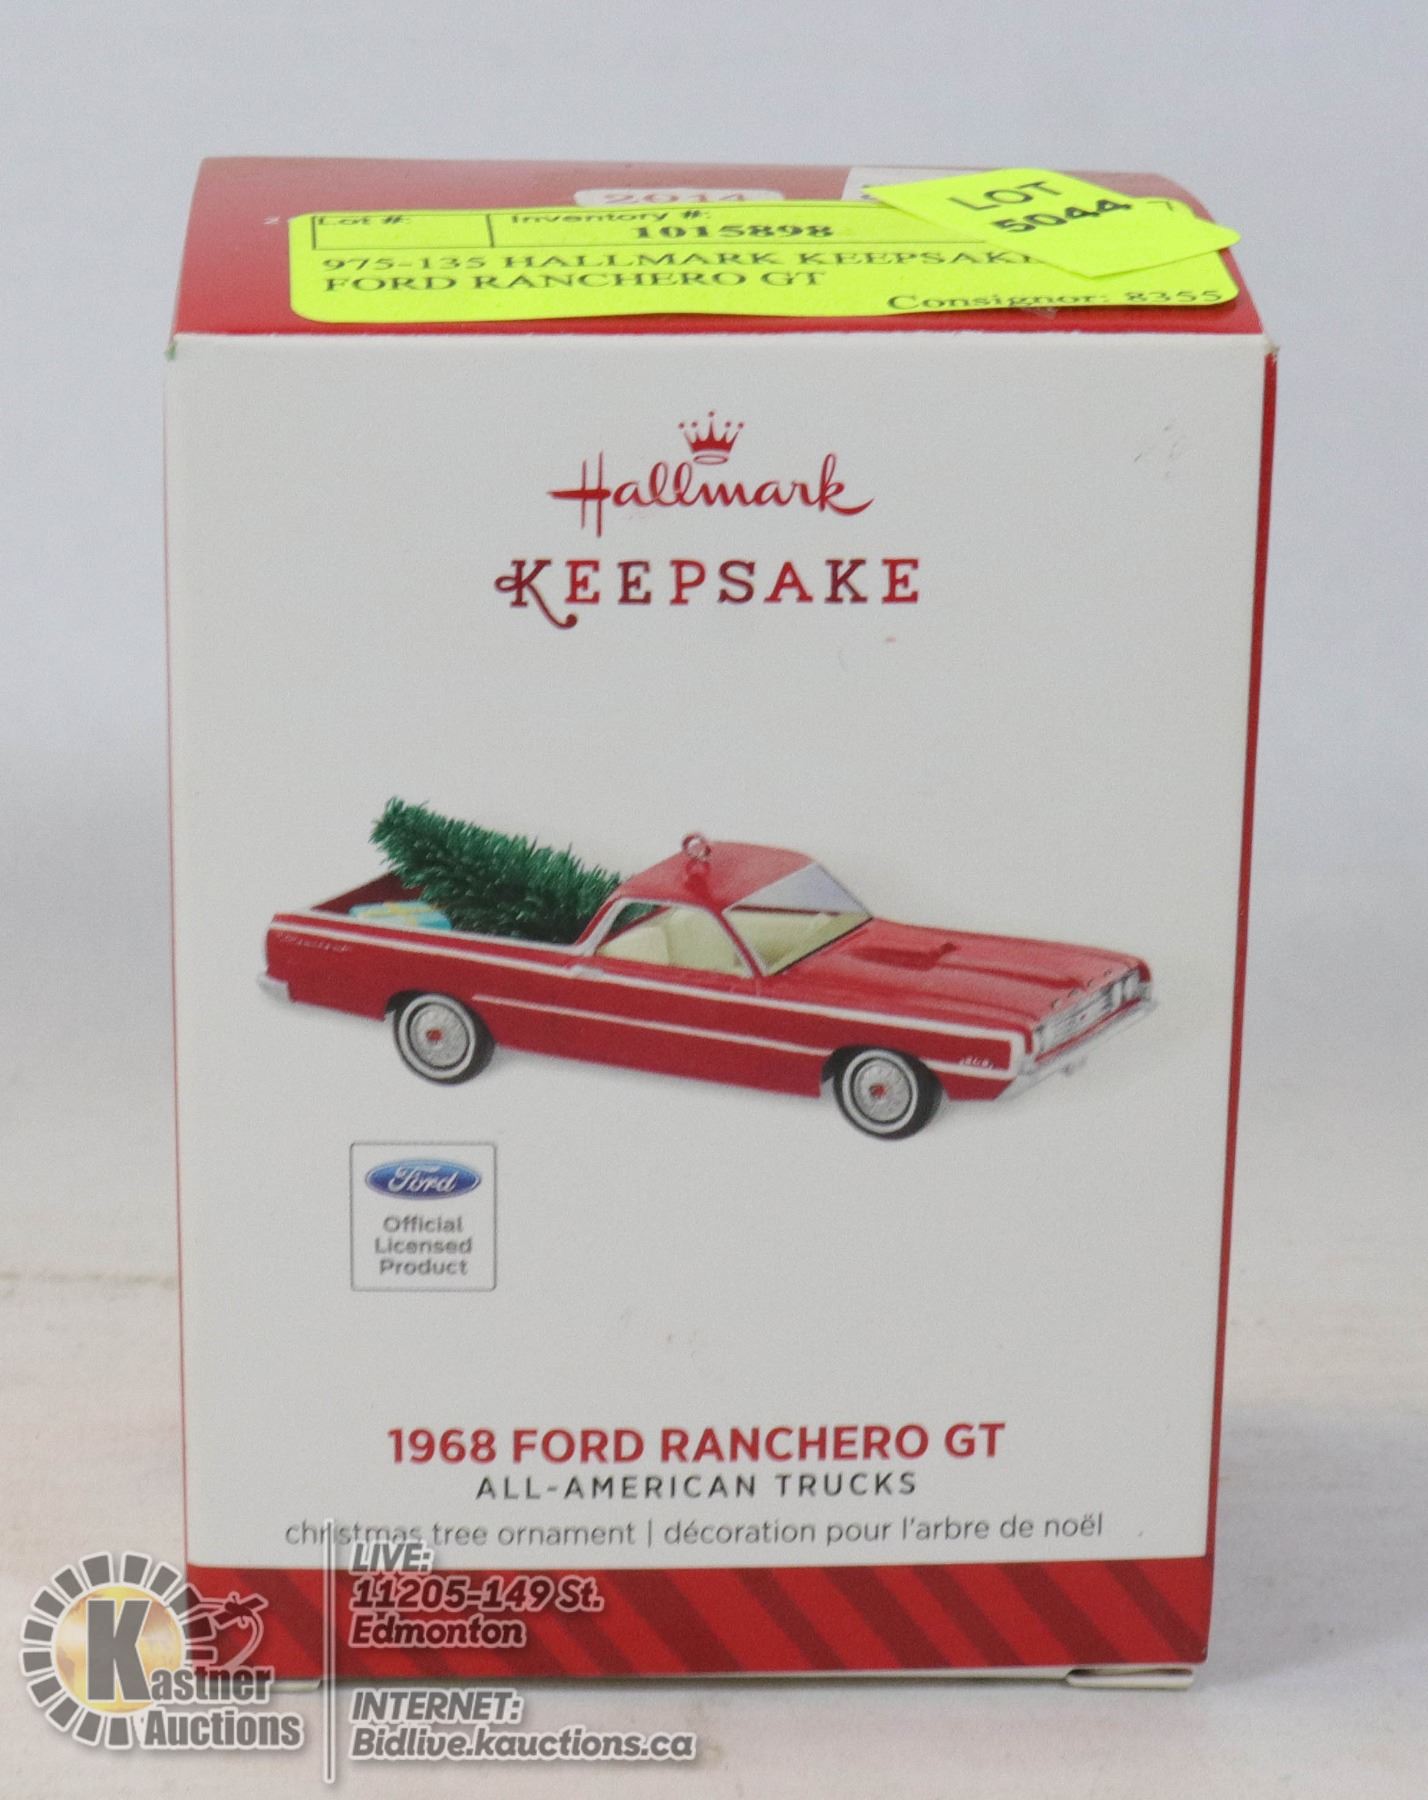 2014
LOT
5044
Lot #:
Inventory #:
1015898
975-135 HALLMARK KEEPSAKE
FORD RANCHERO GT
Consignor: 8355
Hallmark
KEEPSAKE
Ford
Official
Licensed
Product
1968 FORD RANCHERO GT
ALL-AMERICAN TRUCKS
christmas tree ornament | décoration pour l'arbre de noël
Kastner
Auctions
LIVE:
11205-149 St.
Edmonton
INTERNET:
Bidlive.kauctions.ca